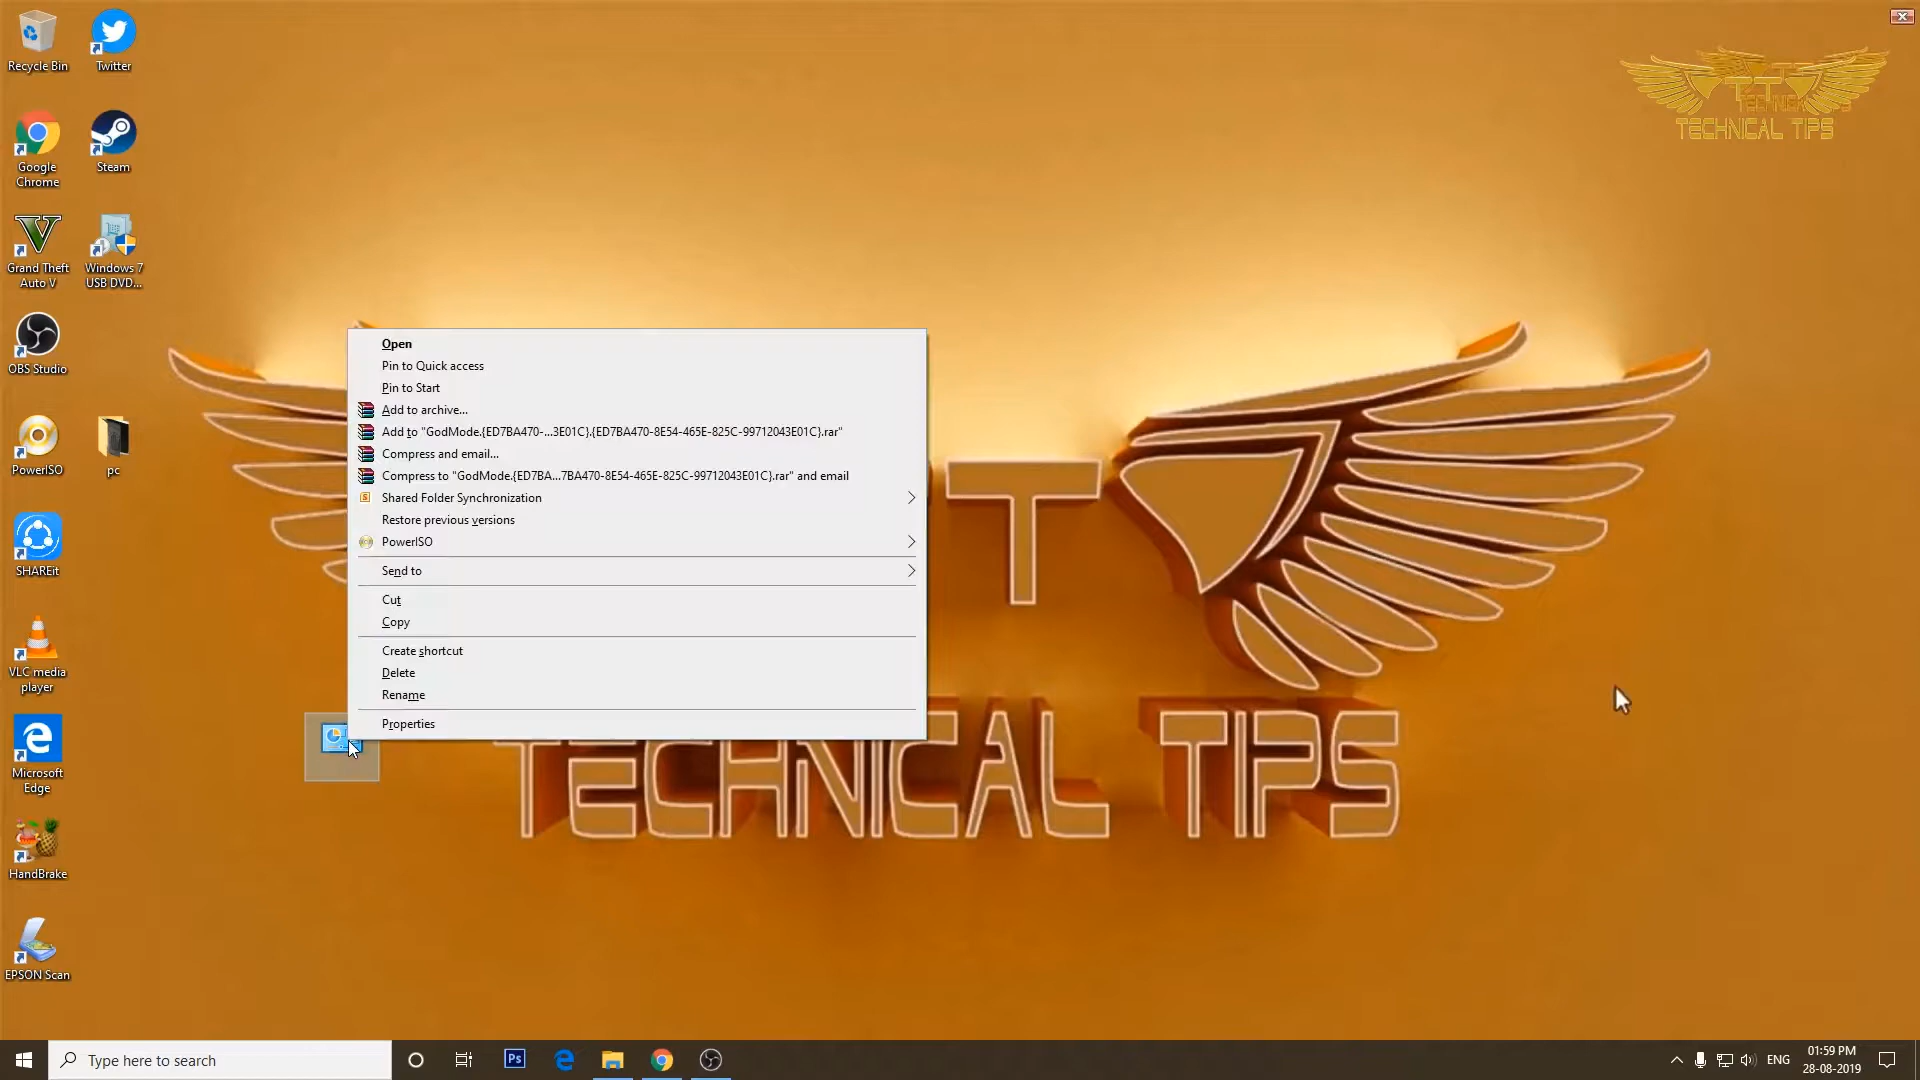 Recycle Bin
Twitter
TECHNICAL TIPS
Google
Chrome
Steam
Grand Theft
Auto V
Windows 7
USB DVD...
OBS Studio
PowerISO
pc
SHAREit
VLC media
player
Microsoft
Edge
HandBrake
EPSON Scan
Open
Pin to Quick access
Pin to Start
Add to archive...
Add to "GodMode.{ED7BA470-...3E01C}.{ED7BA470-8E54-465E-825C-99712043E01C}.rar"
Compress and email...
Compress to "GodMode.{ED7BA...7BA470-8E54-465E-825C-99712043E01C}.rar" and email
Shared Folder Synchronization
Restore previous versions
PowerISO
Send to
Cut
Copy
Create shortcut
Delete
Rename
Properties
T
TECHNICAL TIPS
Type here to search
Ps
ENG
01:59 PM
28-08-2019